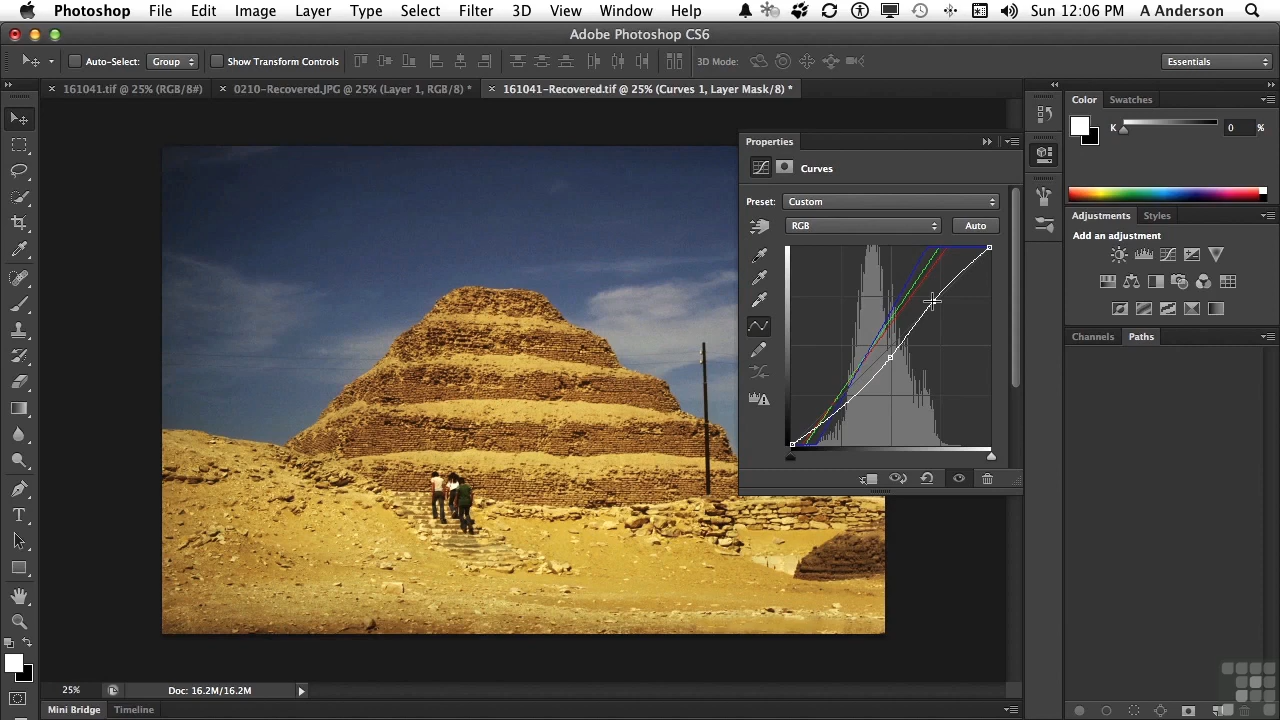 Photoshop File Edit Image Layer Type Select Filter 3D View Window Help Sun 12:06 PM A Anderson
Adobe Photoshop CS6
Auto-Select: Group Show Transform Controls 3D Mode: Essentials
161041.tif @ 25% (RGB/8#) 0210-Recovered.JPG @ 25% (Layer 1, RGB/8) * 161041-Recovered.tif @ 25% (Curves 1, Layer Mask/8) *
Color Swatches
K 0 %
Properties
Curves
Preset: Custom
RGB Auto
Adjustments Styles
Add an adjustment
Channels Paths
25% Doc: 16.2M/16.2M
Mini Bridge Timeline